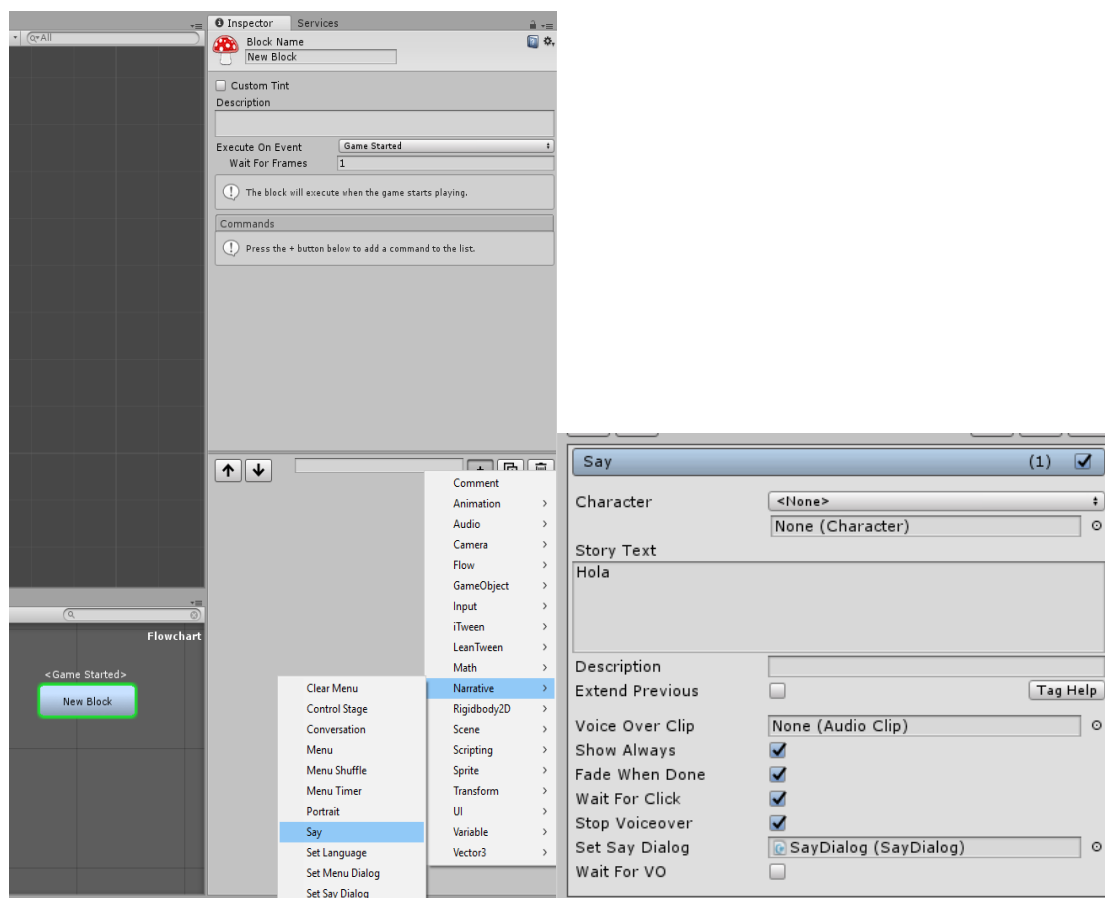 Inspector Services
All
Block Name
New Block
Custom Tint
Description
Execute On Event Game Started
Wait For Frames 1
The block will execute when the game starts playing.
Commands
Press the + button below to add a command to the list.
Comment
Animation
Audio
Camera
Flow
GameObject
Input
iTween
LeanTween
Math
Narrative
Rigidbody2D
Scene
Scripting
Sprite
Transform
UI
Variable
Vector3
Flowchart
<Game Started>
New Block
Clear Menu
Control Stage
Conversation
Menu
Menu Shuffle
Menu Timer
Portrait
Say
Set Language
Set Menu Dialog
Set Say Dialog
Say (1)
Character <None>
None (Character)
Story Text
Hola
Description
Extend Previous Tag Help
Voice Over Clip None (Audio Clip)
Show Always
Fade When Done
Wait For Click
Stop Voiceover
Set Say Dialog SayDialog (SayDialog)
Wait For VO